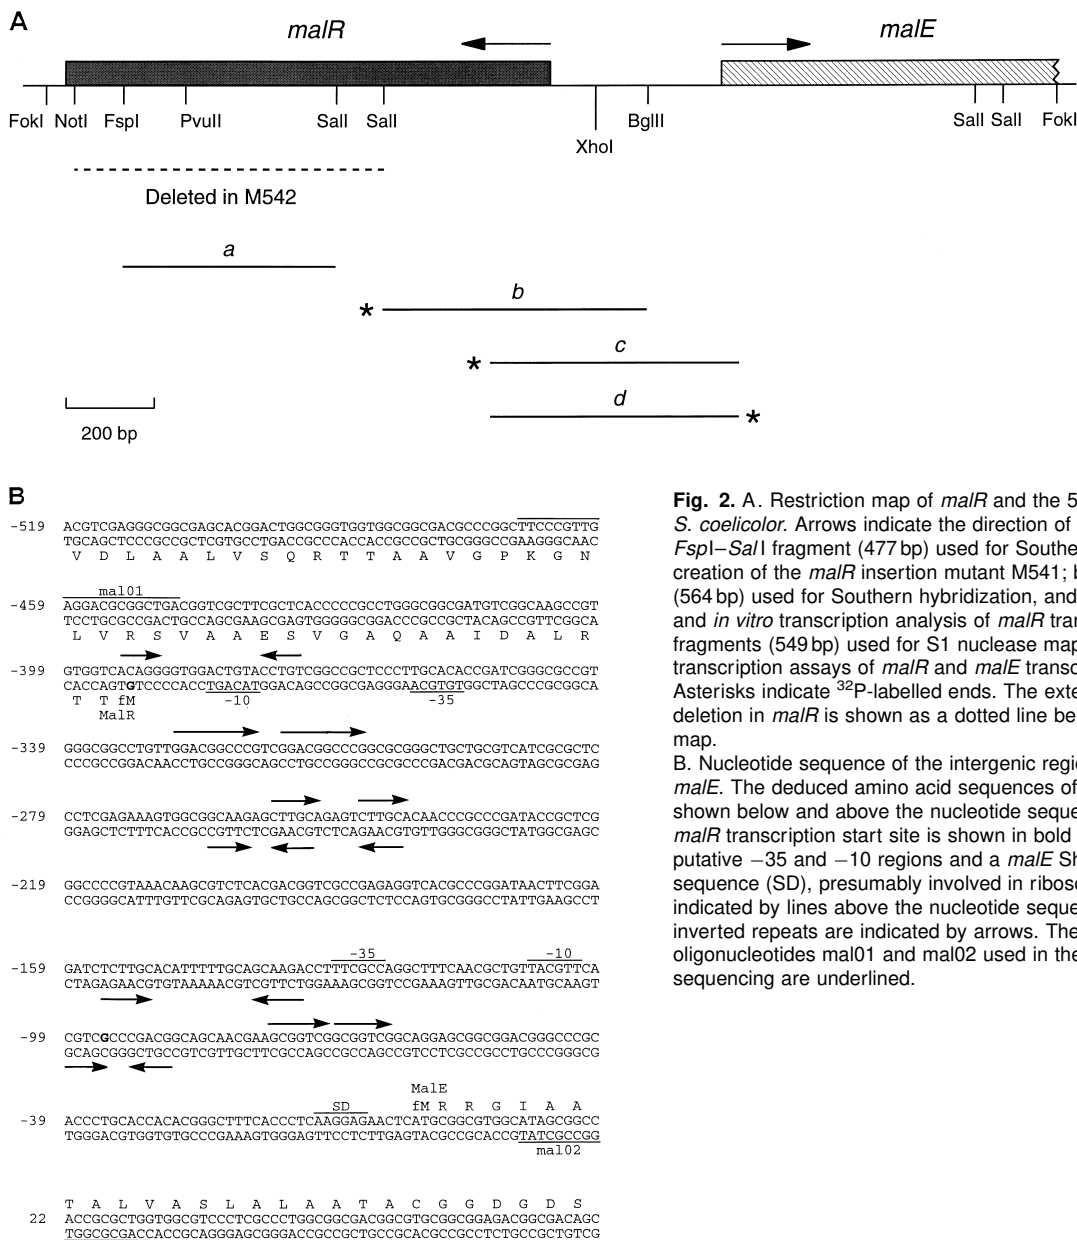 A
malR
malE
FokI NotI FspI PvuII SalI SalI XhoI BglII SalI SalI FokI
Deleted in M542
a
* b
* c
d *
200 bp
B
-519 ACGTCGAGGGCGGCGAGCACGGACTGGCGGGTGGTGGCGGCGACGCCCGGCTTCCCGTTG
TGCAGCTCCCGCCGCTCGTGCCTGACCGCCCACCACCGCCGCTGCGGGCCGAAGGGCAAC
V D L A A L V S Q R T T A A V G P K G N
mal01
-459 AGGACGCGGCTGACGGTCGCTTCGCTCACCCCCGCCTGGGCGGCGATGTCGGCAAGCCGT
TCCTGCGCCGACTGCCAGCGAAGCGAGTGGGGGCGGACCCGCCGCTACAGCCGTTCGGCA
L V R S V A A E S V G A Q A A I D A L R
-399 GTGGTCACAGGGGTGGACTGTACCTGTCGGCCGCTCCCTTGCACACCGATCGGGCGCCGT
CACCAGTGTCCCCACCTGACATGGACAGCCGGCGAGGGAACGTGTGGCTAGCCCGCGGCA
T T fM -10 -35
MalR
-339 GGGCGGCCTGTTGGACGGCCCGTCGGACGGCCCGGCGCGGGCTGCTGCGTCATCGCGCTC
CCCGCCGGACAACCTGCCGGGCAGCCTGCCGGGCCGCGCCCGACGACGCAGTAGCGCGAG
-279 CCTCGAGAAAGTGGCGGCAAGAGCTTGCAGAGTCTTGCACAACCCGCCCGATACCGCTCG
GGAGCTCTTTCACCGCCGTTCTCGAACGTCTCAGAACGTGTTGGGCGGGCTATGGCGAGC
-219 GGCCCCGTAAACAAGCGTCTCACGACGGTCGCCGAGAGGTCACGCCCGGATAACTTCGGA
CCGGGGCATTTGTTCGCAGAGTGCTGCCAGCGGCTCTCCAGTGCGGGCCTATTGAAGCCT
-35 -10
-159 GATCTCTTGCACATTTTTGCAGCAAGACCTTTCGCCAGGCTTTCAACGCTGTTACGTTCA
CTAGAGAACGTGTAAAAACGTCGTTCTGGAAAGCGGTCCGAAAGTTGCGACAATGCAAGT
-99 CGTCGCCCGACGGCAGCAACGAAGCGGTCGGCGGTCGGCAGGAGCGGCGGACGGGCCCGC
GCAGCGGGCTGCCGTCGTTGCTTCGCCAGCCGCCAGCCGTCCTCGCCGCCTGCCCGGGCG
MalE
SD fM R R G I A A
-39 ACCCTGCACCACACGGGCTTTCACCCTCAAGGAGAACTCATGCGGCGTGGCATAGCGGCC
TGGGACGTGGTGTGCCCGAAAGTGGGAGTTCCTCTTGAGTACGCCGCACCGTATCGCCGG
mal02
T A L V A S L A L A A T A C G G D G D S
22 ACCGCGCTGGTGGCGTCCCTCGCCCTGGCGGCGACGGCGTGCGGCGGAGACGGCGACAGC
TGGCGCGACCACCGCAGGGAGCGGGACCGCCGCTGCCGCACGCCGCCTCTGCCGCTGTCG
Fig. 2. A. Restriction map of malR and the 5
S. coelicolor. Arrows indicate the direction of
FspI–SalI fragment (477 bp) used for Southe
creation of the malR insertion mutant M541; b
(564 bp) used for Southern hybridization, and
and in vitro transcription analysis of malR tran
fragments (549 bp) used for S1 nuclease map
transcription assays of malR and malE transc
Asterisks indicate ³²P-labelled ends. The exte
deletion in malR is shown as a dotted line be
map.
B. Nucleotide sequence of the intergenic regi
malE. The deduced amino acid sequences of
shown below and above the nucleotide seque
malR transcription start site is shown in bold
putative −35 and −10 regions and a malE Sh
sequence (SD), presumably involved in ribos
indicated by lines above the nucleotide seque
inverted repeats are indicated by arrows. The
oligonucleotides mal01 and mal02 used in the
sequencing are underlined.